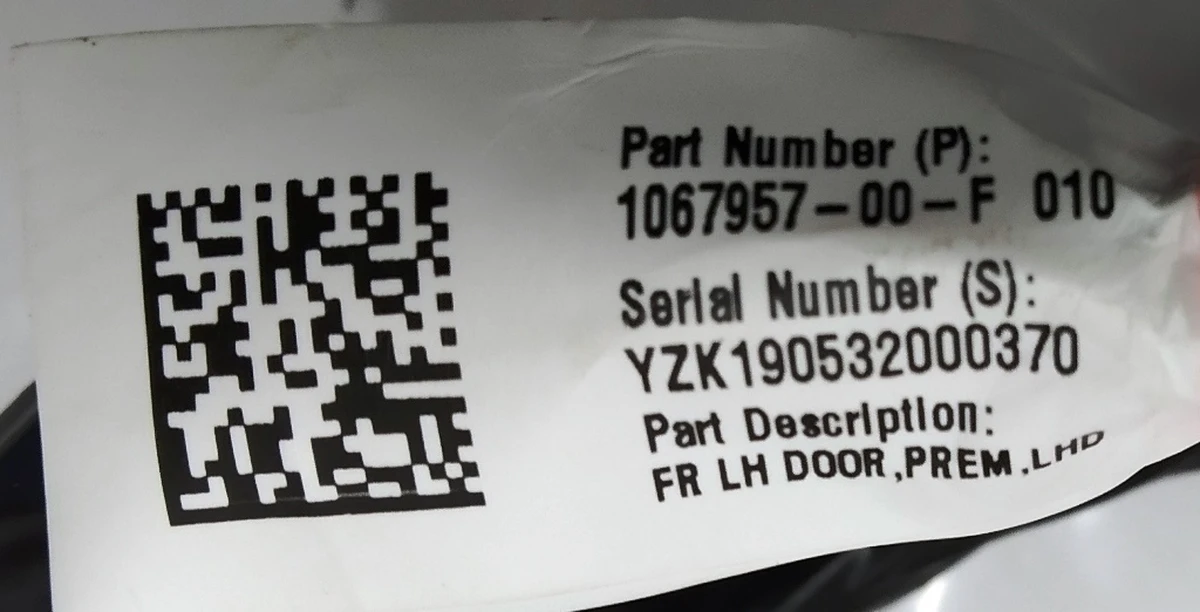 Part Number (P):
1067957-00-F 010
Serial Number (S):
YZK190532000370
Part Description:
FR LH DOOR,PREM.LHD